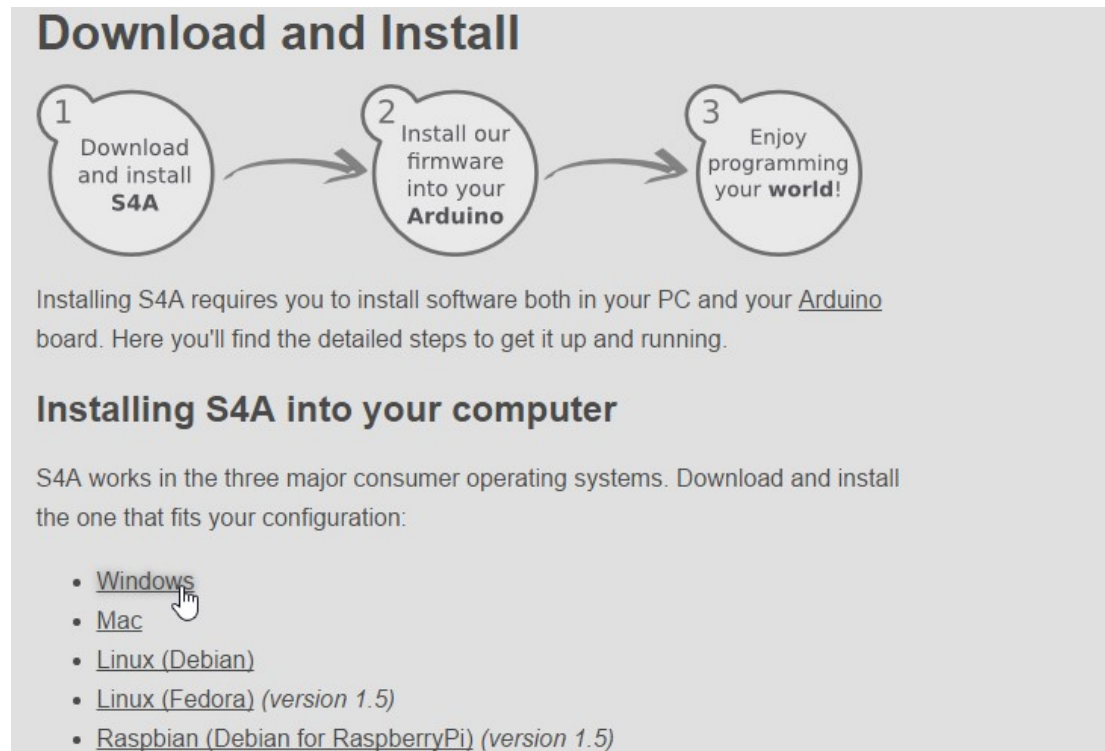 Download and Install
1
Download
and install
S4A
2
Install our
firmware
into your
Arduino
3
Enjoy
programming
your world!
Installing S4A requires you to install software both in your PC and your Arduino
board. Here you'll find the detailed steps to get it up and running.
Installing S4A into your computer
S4A works in the three major consumer operating systems. Download and install
the one that fits your configuration:
• Windows
• Mac
• Linux (Debian)
• Linux (Fedora) (version 1.5)
• Raspbian (Debian for RaspberryPi) (version 1.5)